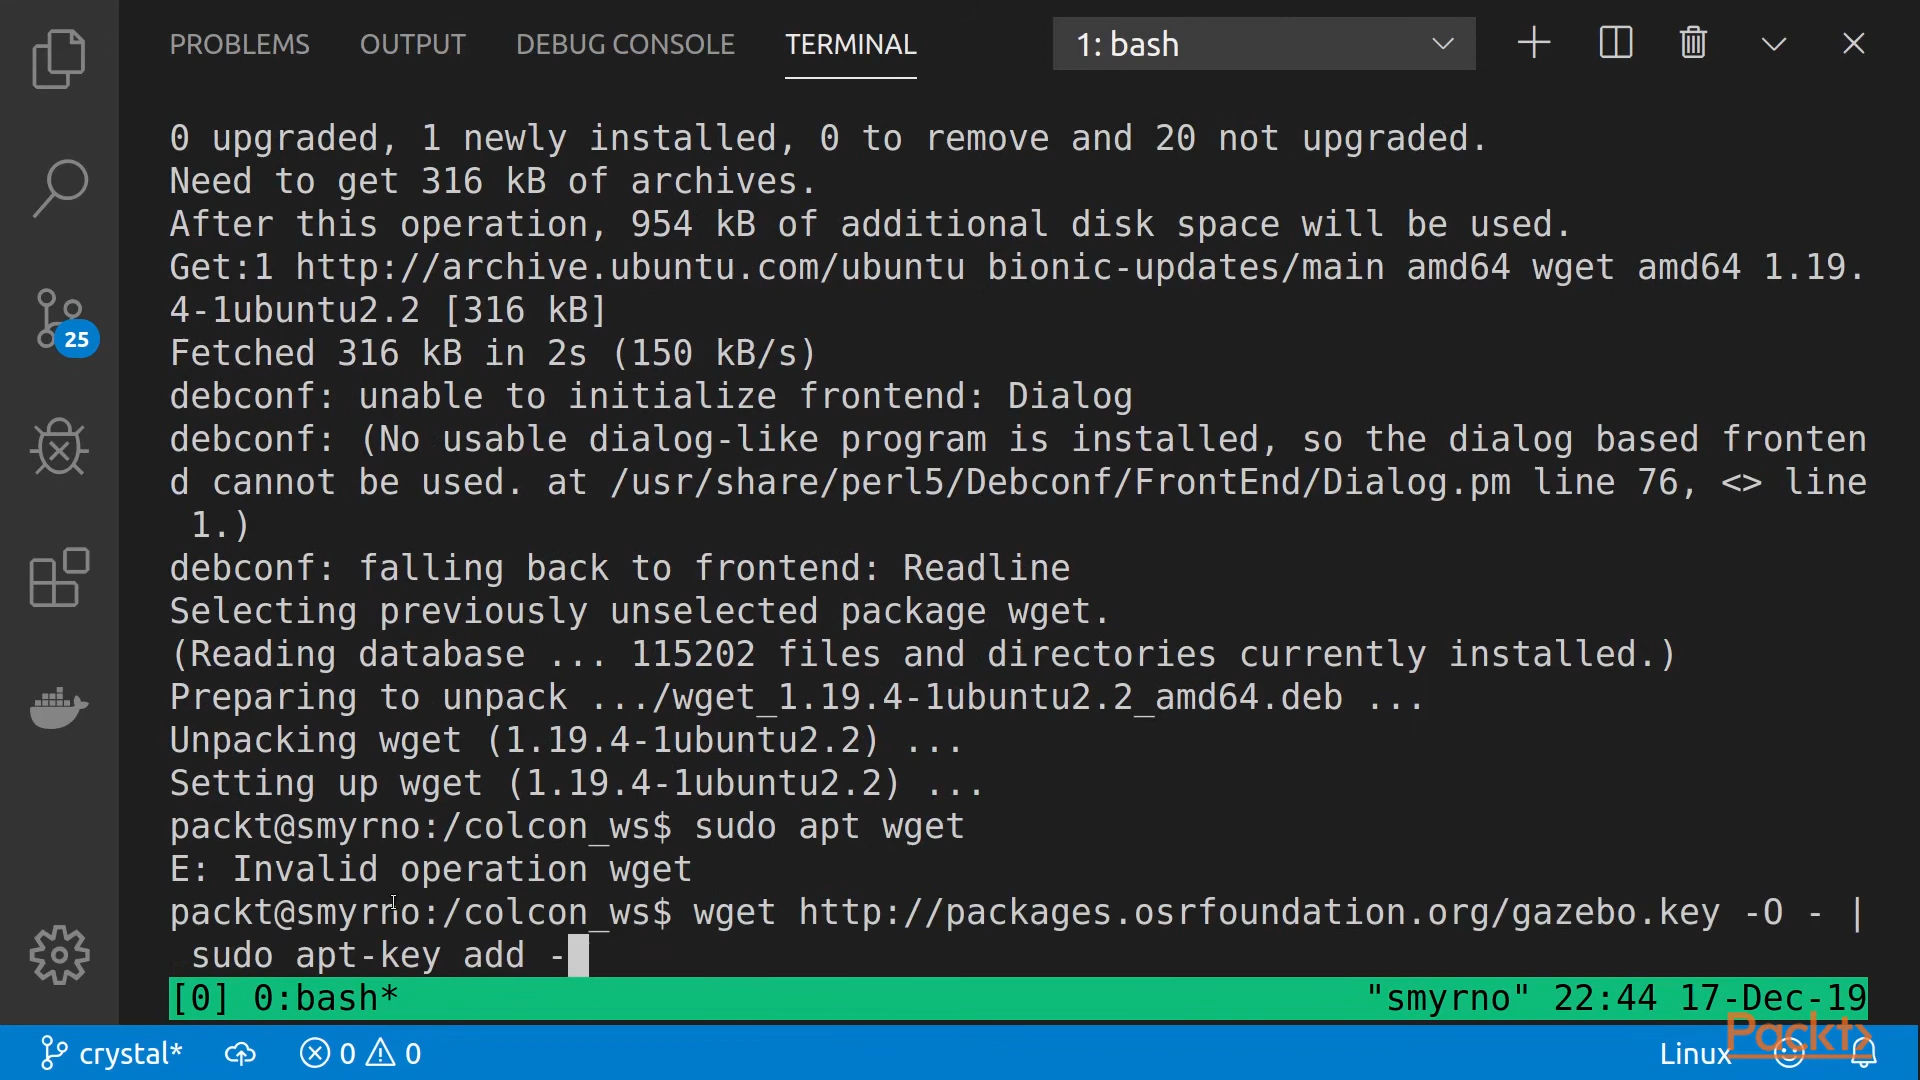 PROBLEMS OUTPUT DEBUG CONSOLE TERMINAL 1: bash
0 upgraded, 1 newly installed, 0 to remove and 20 not upgraded.
Need to get 316 kB of archives.
After this operation, 954 kB of additional disk space will be used.
Get:1 http://archive.ubuntu.com/ubuntu bionic-updates/main amd64 wget amd64 1.19.
4-1ubuntu2.2 [316 kB]
Fetched 316 kB in 2s (150 kB/s)
debconf: unable to initialize frontend: Dialog
debconf: (No usable dialog-like program is installed, so the dialog based fronten
d cannot be used. at /usr/share/perl5/Debconf/FrontEnd/Dialog.pm line 76, <> line
 1.)
debconf: falling back to frontend: Readline
Selecting previously unselected package wget.
(Reading database ... 115202 files and directories currently installed.)
Preparing to unpack .../wget_1.19.4-1ubuntu2.2_amd64.deb ...
Unpacking wget (1.19.4-1ubuntu2.2) ...
Setting up wget (1.19.4-1ubuntu2.2) ...
packt@smyrno:/colcon_ws$ sudo apt wget
E: Invalid operation wget
packt@smyrno:/colcon_ws$ wget http://packages.osrfoundation.org/gazebo.key -O - |
 sudo apt-key add -
[0] 0:bash* "smyrno" 22:44 17-Dec-19
25
crystal* 0 0 Linux
Packt>